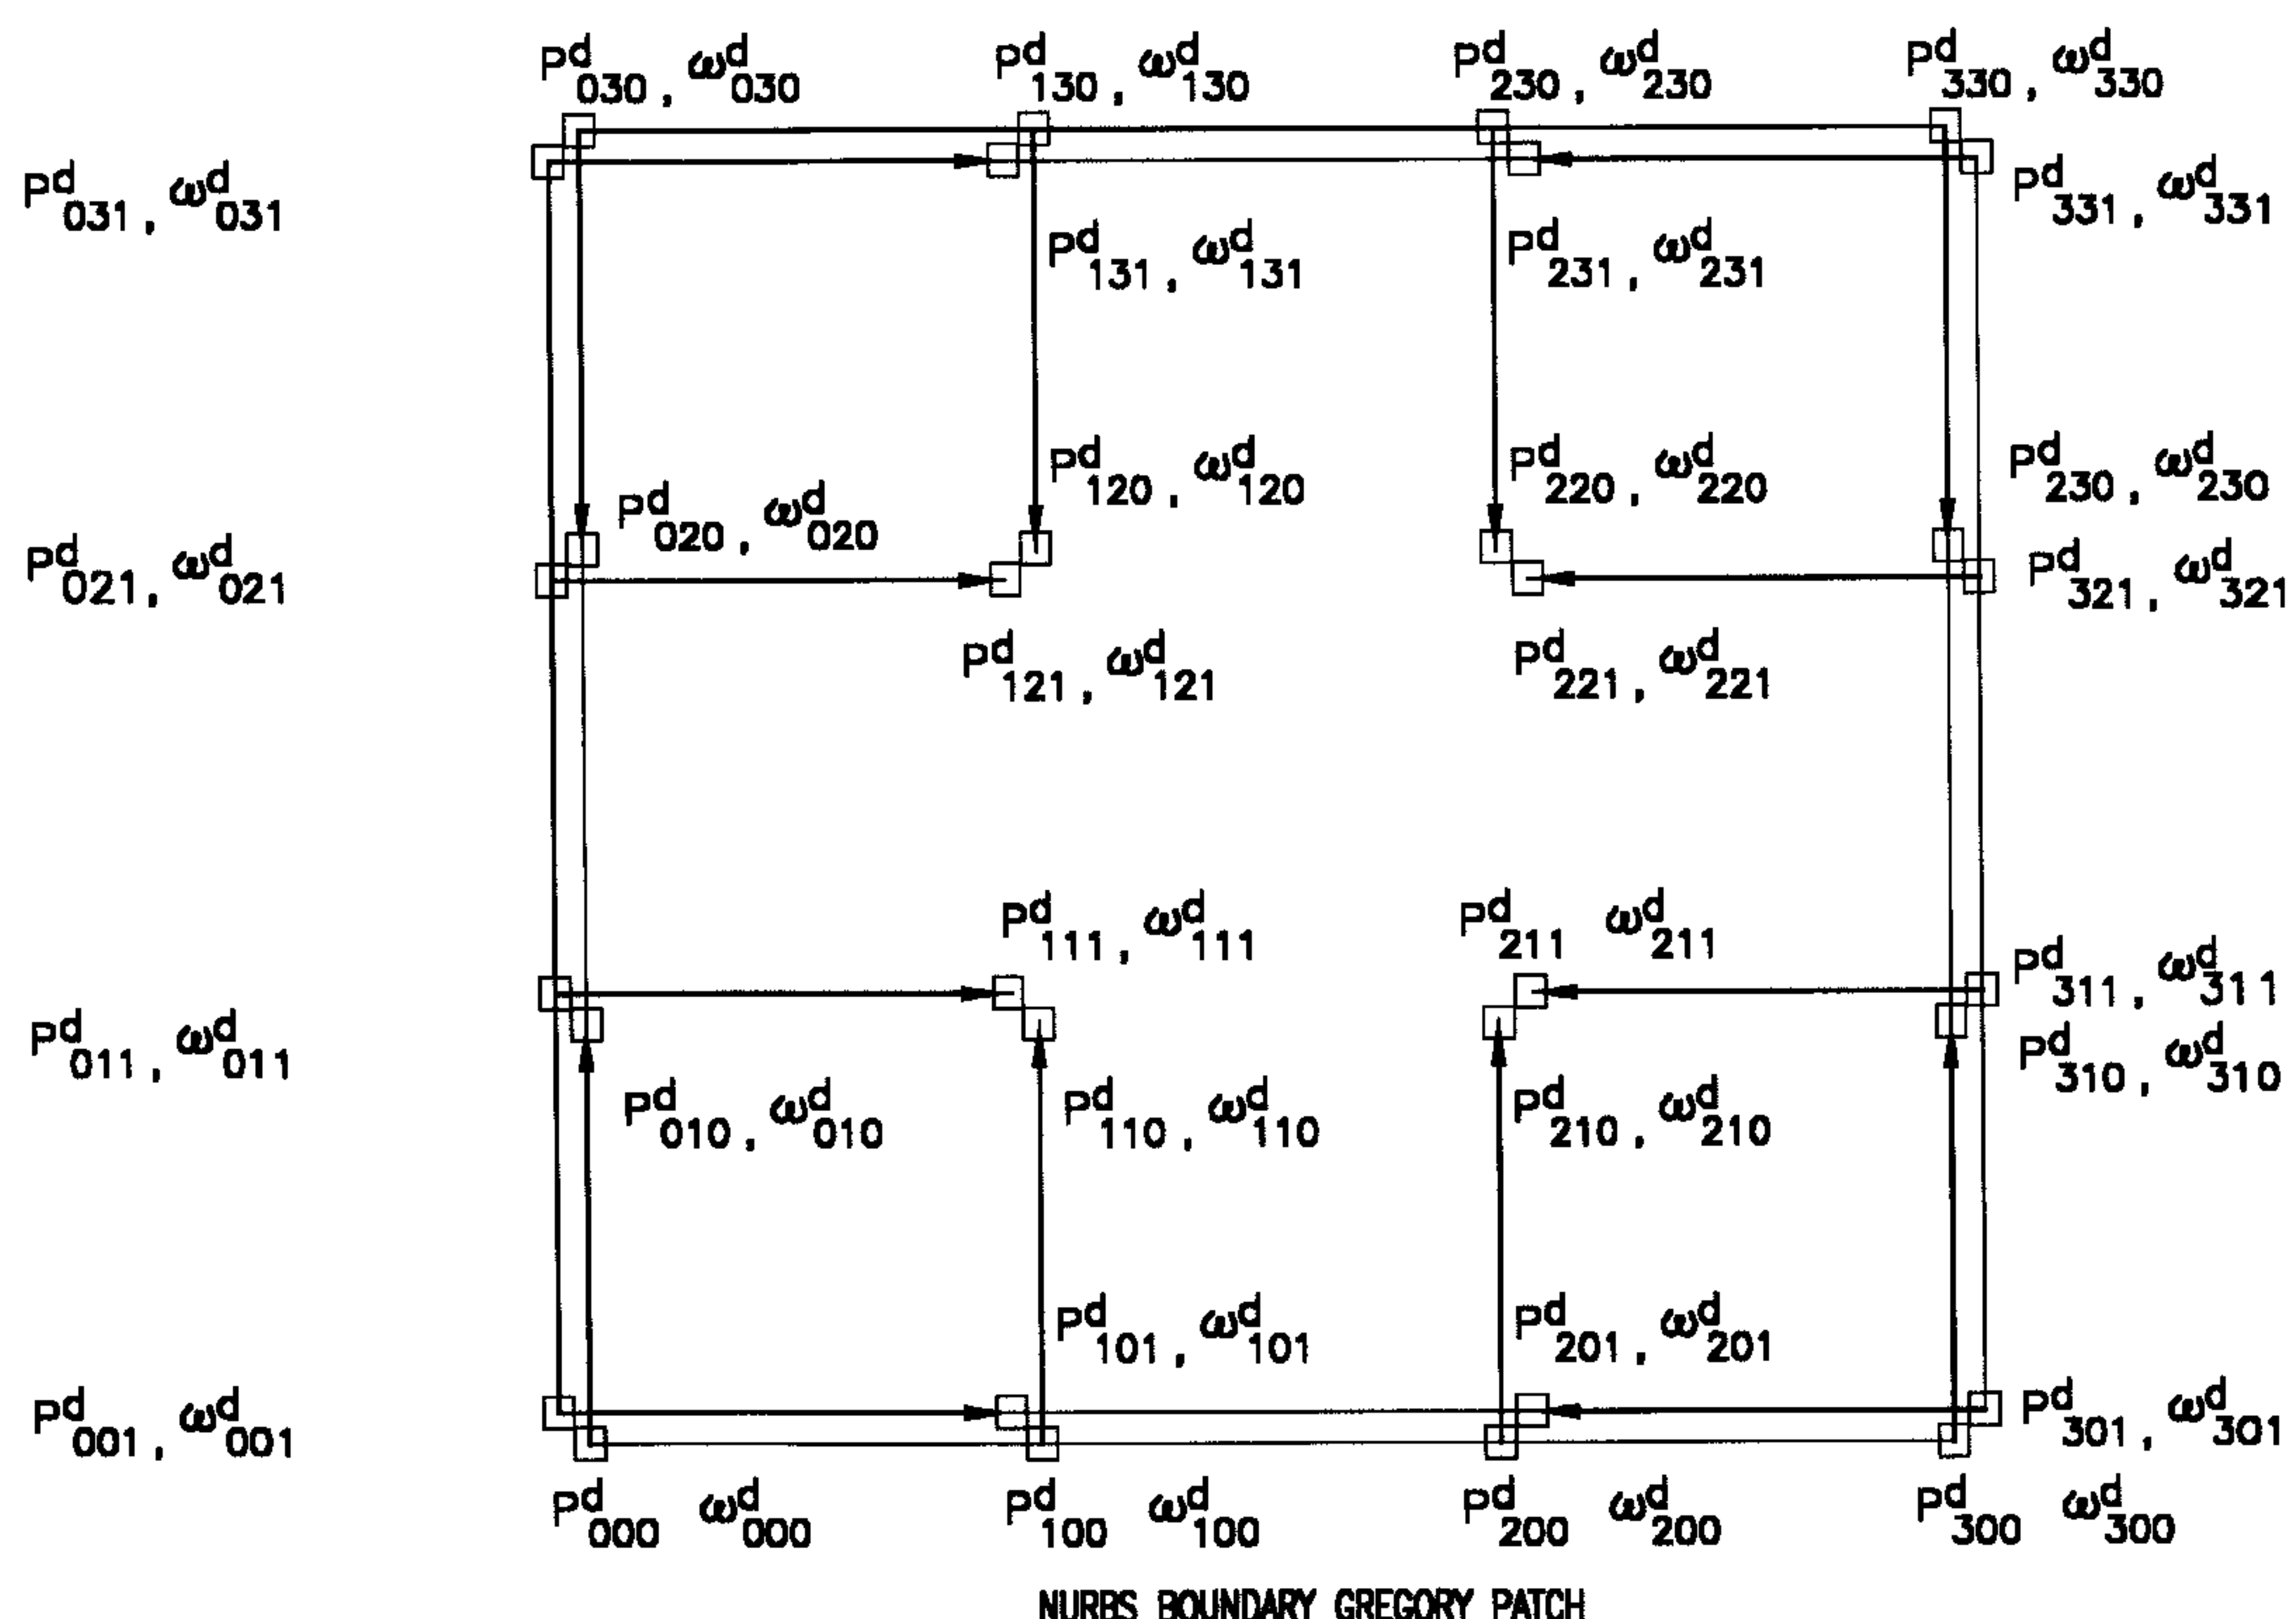 Pd030, ωd030 Pd130, ωd130 Pd230, ωd230 Pd330, ωd330
Pd031, ωd031 Pd331, ωd331
Pd131, ωd131 Pd231, ωd231
Pd120, ωd120 Pd220, ωd220 Pd230, ωd230
Pd020, ωd020
Pd021, ωd021 Pd321, ωd321
Pd121, ωd121 Pd221, ωd221
Pd111, ωd111 Pd211 ωd211
Pd311, ωd311
Pd011, ωd011 Pd310, ωd310
Pd010, ωd010 Pd110, ωd110 Pd210, ωd210
Pd101, ωd101 Pd201, ωd201
Pd001, ωd001 Pd301, ωd301
Pd000 ωd000 Pd100 ωd100 Pd200 ωd200 Pd300 ωd300
NURBS BOUNDARY GREGORY PATCH